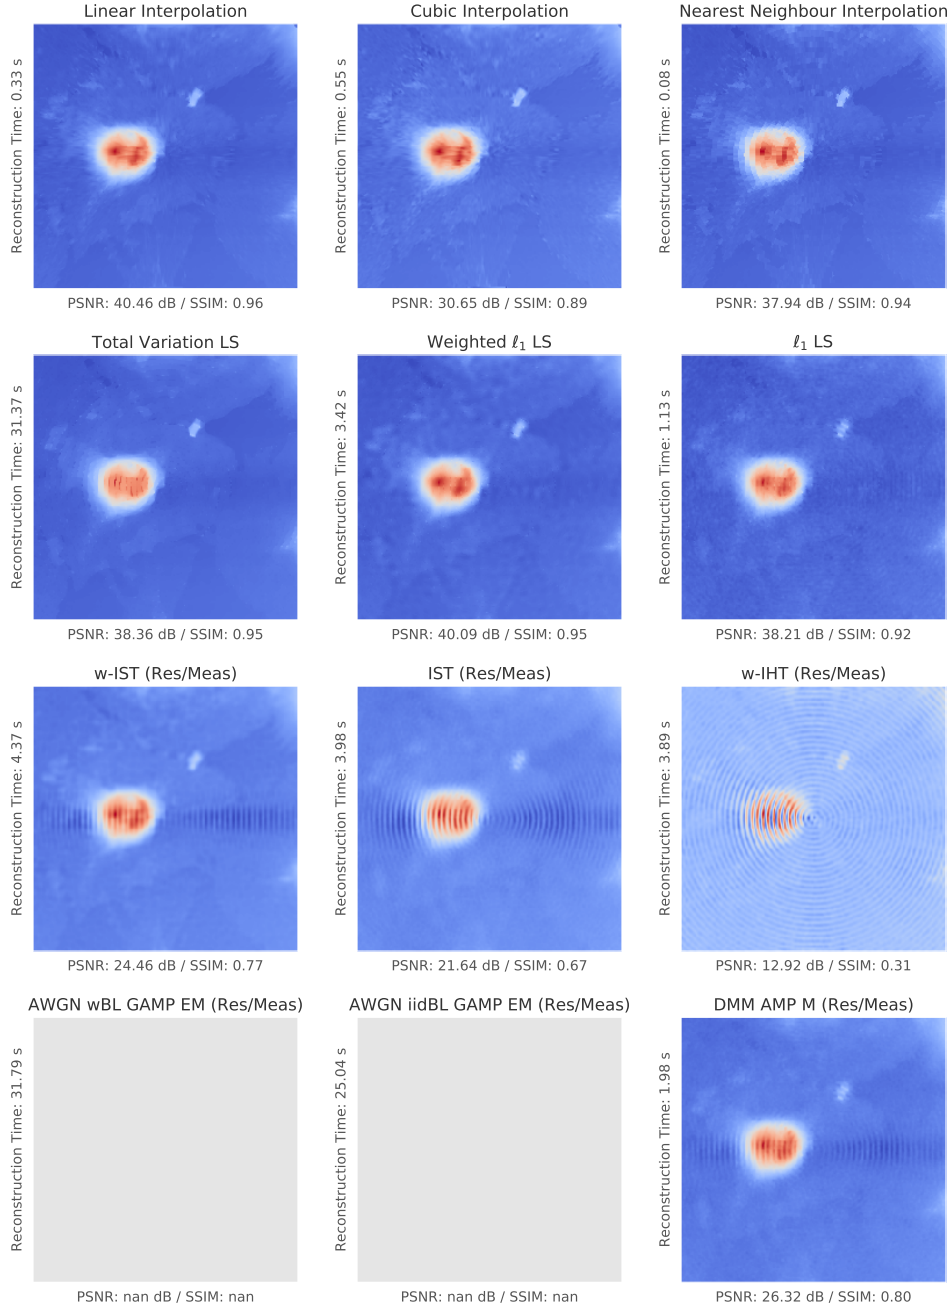 Linear Interpolation
Reconstruction Time: 0.33 s
PSNR: 40.46 dB / SSIM: 0.96
Cubic Interpolation
Reconstruction Time: 0.55 s
PSNR: 30.65 dB / SSIM: 0.89
Nearest Neighbour Interpolation
Reconstruction Time: 0.08 s
PSNR: 37.94 dB / SSIM: 0.94
Total Variation LS
Reconstruction Time: 31.37 s
PSNR: 38.36 dB / SSIM: 0.95
Weighted ℓ₁ LS
Reconstruction Time: 3.42 s
PSNR: 40.09 dB / SSIM: 0.95
ℓ₁ LS
Reconstruction Time: 1.13 s
PSNR: 38.21 dB / SSIM: 0.92
w-IST (Res/Meas)
Reconstruction Time: 4.37 s
PSNR: 24.46 dB / SSIM: 0.77
IST (Res/Meas)
Reconstruction Time: 3.98 s
PSNR: 21.64 dB / SSIM: 0.67
w-IHT (Res/Meas)
Reconstruction Time: 3.89 s
PSNR: 12.92 dB / SSIM: 0.31
AWGN wBL GAMP EM (Res/Meas)
Reconstruction Time: 31.79 s
PSNR: nan dB / SSIM: nan
AWGN iidBL GAMP EM (Res/Meas)
Reconstruction Time: 25.04 s
PSNR: nan dB / SSIM: nan
DMM AMP M (Res/Meas)
Reconstruction Time: 1.98 s
PSNR: 26.32 dB / SSIM: 0.80